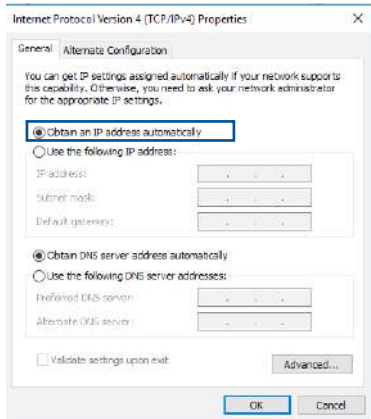 Internet Protocol Version 4 (TCP/IPv4) Properties
General
Alternate Configuration
You can get IP settings assigned automatically if your network supports
this capability. Otherwise, you need to ask your network administrator
for the appropriate IP settings.
Obtain an IP address automatically
Use the following IP address:
IP address:
Subnet mask:
Default gateway:
Obtain DNS server address automatically
Use the following DNS server addresses:
Preferred DNS server:
Alternate DNS server:
Validate settings upon exit
Advanced...
OK
Cancel